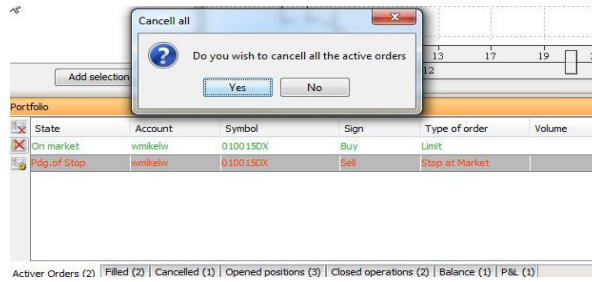 Cancell all
Do you wish to cancell all the active orders
Yes No
13 17 19
12
Add selection
Portfolio
State Account Symbol Sign Type of order Volume
On market wmikelw 010015DX Buy Limit
Pdg.of Stop wmikelw 010015DX Sell Stop at Market
Activer Orders (2) Filled (2) Cancelled (1) Opened positions (3) Closed operations (2) Balance (1) P&L (1)